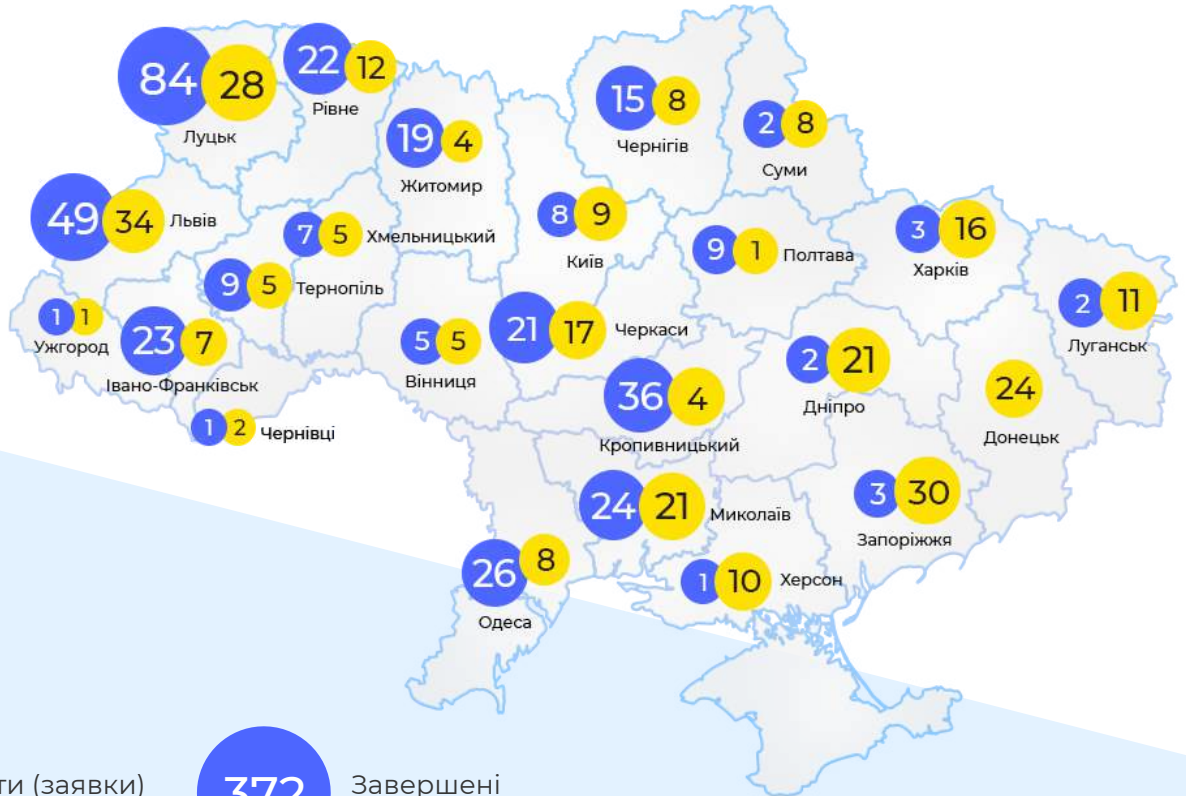 84 28
Луцьк
22 12
Рівне
19 4
Житомир
15 8
Чернігів
2 8
Суми
49 34 Львів
7 5 Хмельницький
9 5 Тернопіль
8 9
Київ
9 1 Полтава
3 16
Харків
2 11
Луганськ
1 1
Ужгород
23 7
Івано-Франківськ
1 2 Чернівці
5 5
Вінниця
21 17 Черкаси
36 4
Кропивницький
2 21
Дніпро
24
Донецьк
24 21 Миколаїв
3 30
Запоріжжя
26 8
Одеса
1 10 Херсон
(заявки) 372 Завершені